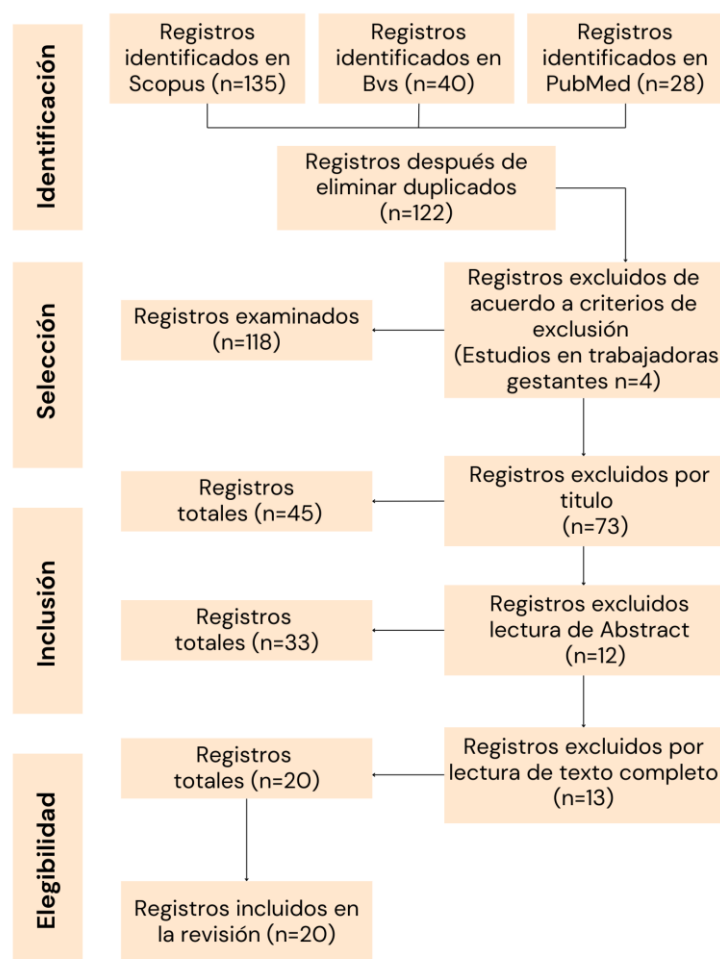 Identificación
Registros
identificados en
Scopus (n=135)
Registros
identificados en
Bvs (n=40)
Registros
identificados en
PubMed (n=28)
Registros después de
eliminar duplicados
(n=122)
Selección
Registros excluidos de
acuerdo a criterios de
exclusión
(Estudios en trabajadoras
gestantes n=4)
Registros examinados
(n=118)
Inclusión
Registros excluidos por
titulo
(n=73)
Registros
totales (n=45)
Registros excluidos
lectura de Abstract
(n=12)
Registros
totales (n=33)
Elegibilidad
Registros excluidos por
lectura de texto completo
(n=13)
Registros
totales (n=20)
Registros incluidos en
la revisión (n=20)